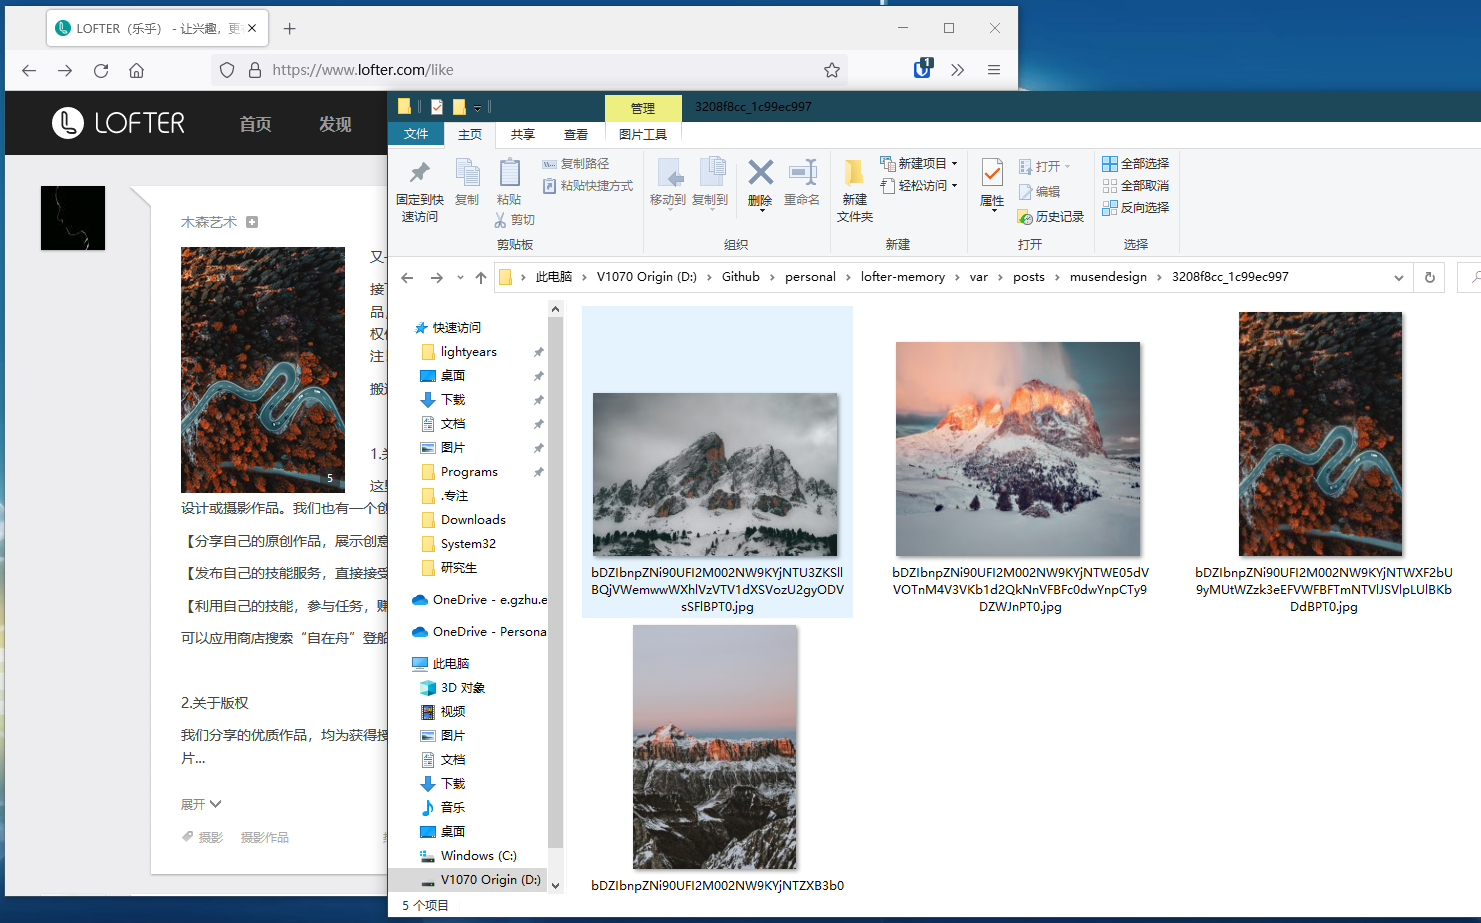 LOFTER（乐乎） - 让兴趣，更
https://www.lofter.com/like
1
LOFTER
首页
发现
木森艺术
5
设计或摄影作品。我们也有一个
【分享自己的原创作品，展示创意
【发布自己的技能服务，直接接受
【利用自己的技能，参与任务，赚
可以应用商店搜索“自在舟”登船
2.关于版权
我们分享的优质作品，均为获得授
片...
展开
摄影
摄影作品
又
接
品
权
注
搬
1.关
这里
管理
3208f8cc_1c99ec997
文件
主页
共享
查看
图片工具
固定到快
速访问
复制
粘贴
复制路径
粘贴快捷方式
剪切
剪贴板
移动到
复制到
删除
重命名
组织
新建
文件夹
新建项目
轻松访问
新建
属性
打开
编辑
历史记录
打开
全部选择
全部取消
反向选择
选择
此电脑 › V1070 Origin (D:) › Github › personal › lofter-memory › var › posts › musendesign › 3208f8cc_1c99ec997
快速访问
lightyears
桌面
下载
文档
图片
Programs
.专注
Downloads
System32
研究生
OneDrive - e.gzhu.e
OneDrive - Persona
此电脑
3D 对象
视频
图片
文档
下载
音乐
桌面
Windows (C:)
V1070 Origin (D:)
bDZIbnpZNi90UFI2M002NW9KYjNTU3ZKSll
BQjVWemwwWXhlVzVTV1dXSVozU2gyODV
sSFlBPT0.jpg
bDZIbnpZNi90UFI2M002NW9KYjNTWE05dV
VOTnM4V3VKb1d2QkNnVFBFc0dwYnpCTy9
DZWJnPT0.jpg
bDZIbnpZNi90UFI2M002NW9KYjNTWXF2bU
9yMUtWZzk3eEFVWFBFTmNTVlJSVlpLUlBKb
DdBPT0.jpg
bDZIbnpZNi90UFI2M002NW9KYjNTZXB3b0
5 个项目